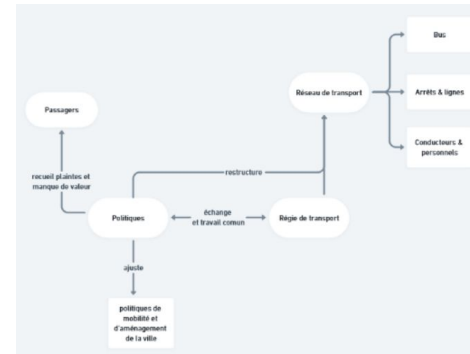 Bus
Réseau de transport
Arrêts & lignes
Passagers
Conducteurs &
personnels
recueil plaintes et
manque de valeur
restructure
Politiques
échange
et travail comun
Régie de transport
ajuste
politiques de
mobilité et
d'aménagement
de la ville